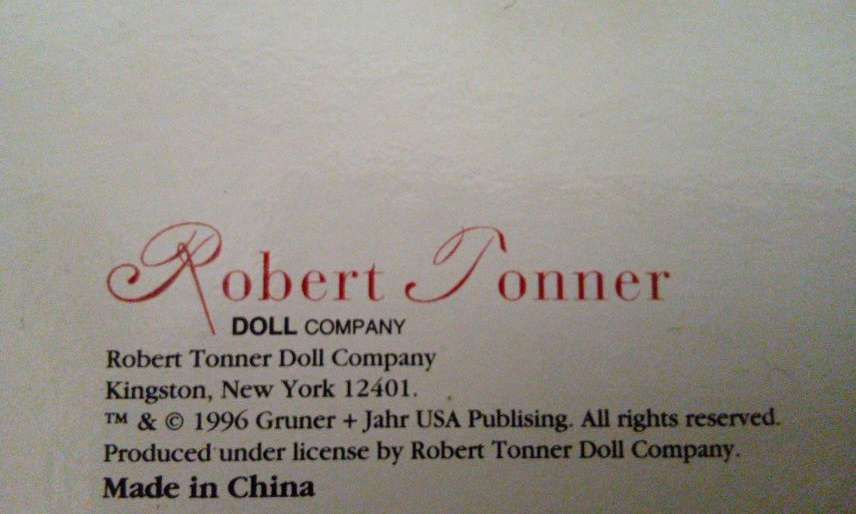 Robert Tonner
DOLL COMPANY
Robert Tonner Doll Company
Kingston, New York 12401.
™ & © 1996 Gruner + Jahr USA Publising. All rights reserved.
Produced under license by Robert Tonner Doll Company.
Made in China